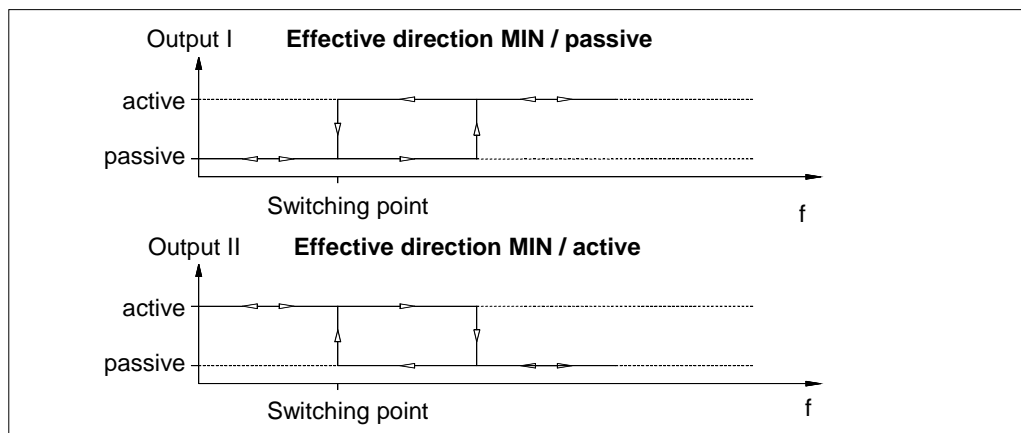 Output I Effective direction MIN / passive
active
passive
Switching point
f
Output II Effective direction MIN / active
active
passive
Switching point
f